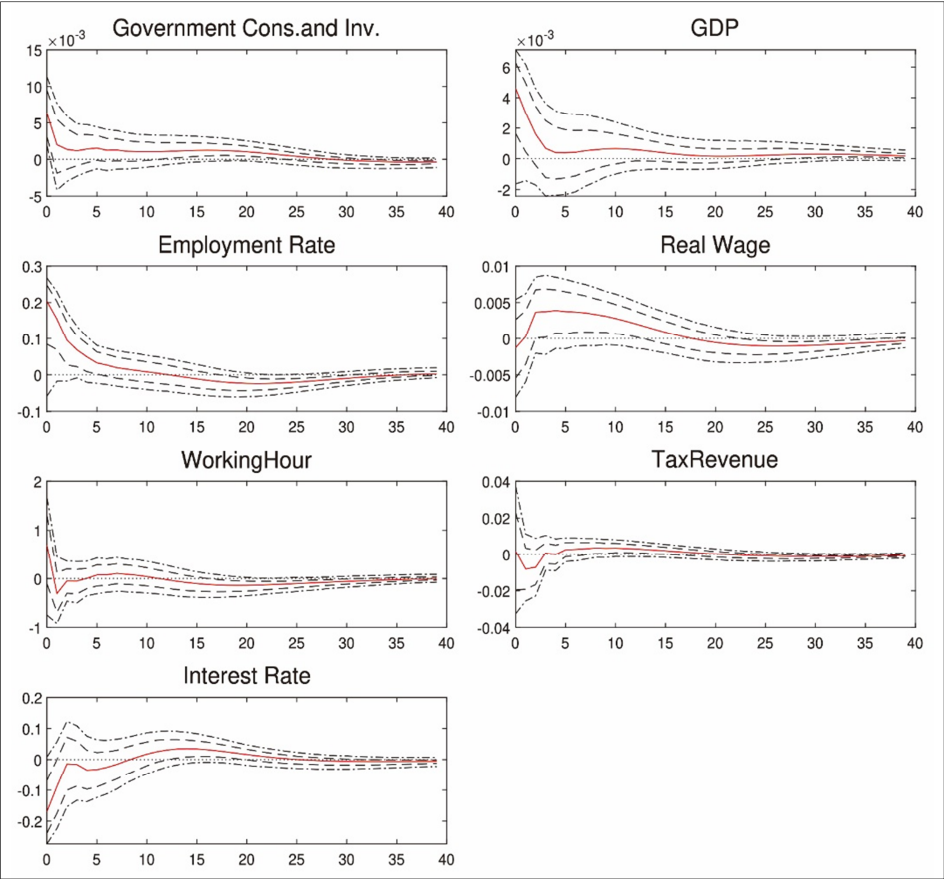 Government Cons.and Inv.
×10-3
15
10
5
0
-5
0 5 10 15 20 25 30 35 40
GDP
×10-3
6
4
2
0
-2
0 5 10 15 20 25 30 35 40
Employment Rate
0.3
0.2
0.1
0
-0.1
0 5 10 15 20 25 30 35 40
Real Wage
0.01
0.005
0
-0.005
-0.01
0 5 10 15 20 25 30 35 40
WorkingHour
2
1
0
-1
0 5 10 15 20 25 30 35 40
TaxRevenue
0.04
0.02
0
-0.02
-0.04
0 5 10 15 20 25 30 35 40
Interest Rate
0.2
0.1
0
-0.1
-0.2
0 5 10 15 20 25 30 35 40